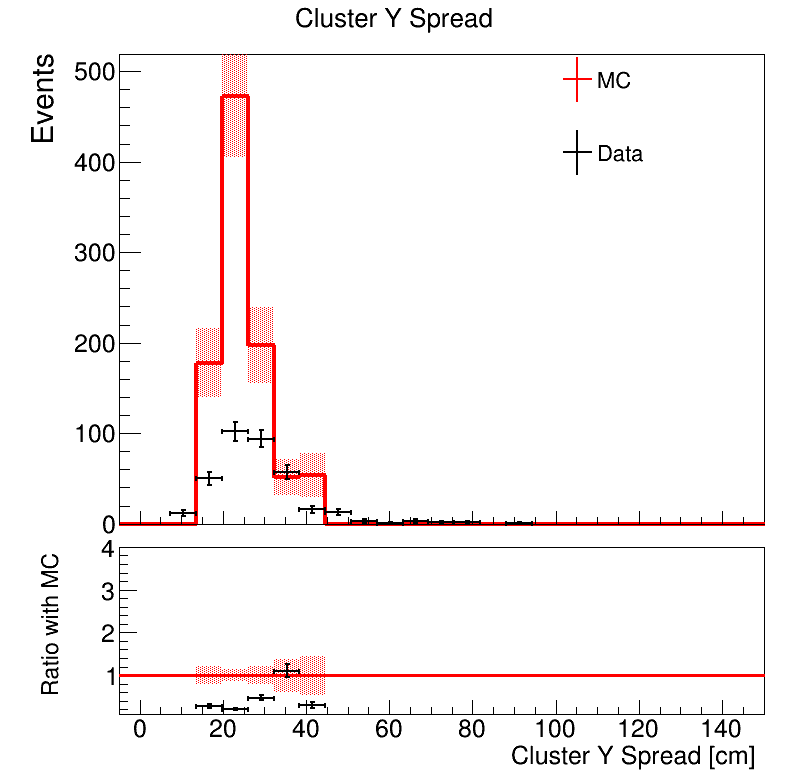 Cluster Y Spread
Events
500
400
300
200
100
0
MC
Data
Ratio with MC
4
3
2
1
0 20 40 60 80 100 120 140
Cluster Y Spread [cm]